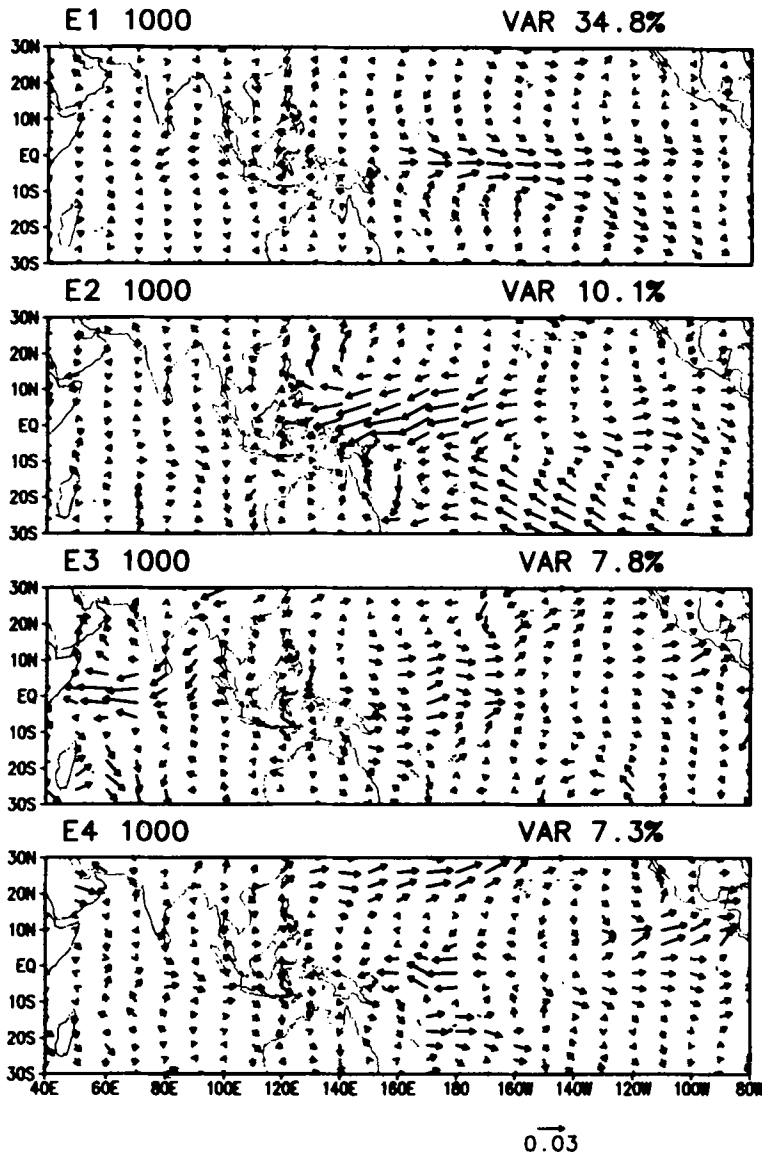 E1 1000 VAR 34.8%
30N
20N
10N
EQ
10S
20S
30S
E2 1000 VAR 10.1%
30N
20N
10N
EQ
10S
20S
30S
E3 1000 VAR 7.8%
30N
20N
10N
EQ
10S
20S
30S
E4 1000 VAR 7.3%
30N
20N
10N
EQ
10S
20S
30S
40E 60E 80E 100E 120E 140E 160E 180 160W 140W 120W 100W 80W
0.03